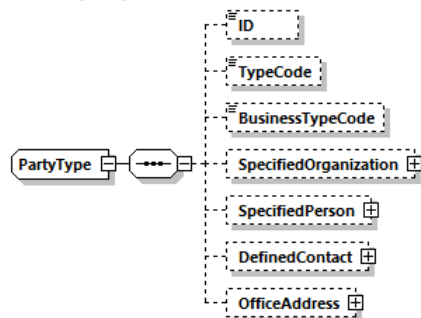 ID
TypeCode
BusinessTypeCode
PartyType
SpecifiedOrganization
SpecifiedPerson
DefinedContact
OfficeAddress